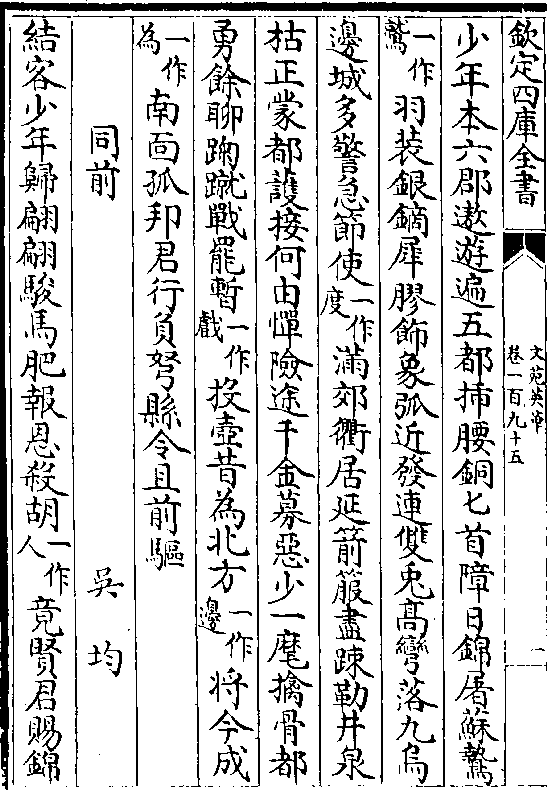 欽定四庫全書
文苑英華
卷一百九十五
一
少年本六郡遨遊遍五都揷腰銅匕首障日錦屠蘇鷙
一作鷲羽装銀鏑犀膠飾象弧近發連雙兎髙彎落九烏
邊城多警急節使一作度滿郊衢居延箭箙盡踈勒井泉
枯正蒙都護接何由憚險途千金募惡少一麾擒骨都
勇餘聊踘蹴戰罷暫一作戲投壺昔為北方一作邊将今成
一作為南面孤邦君行負弩縣令且前驅
同前 吳均
結客少年歸翩翩駿馬肥報恩殺胡一作人竟賢君賜錦